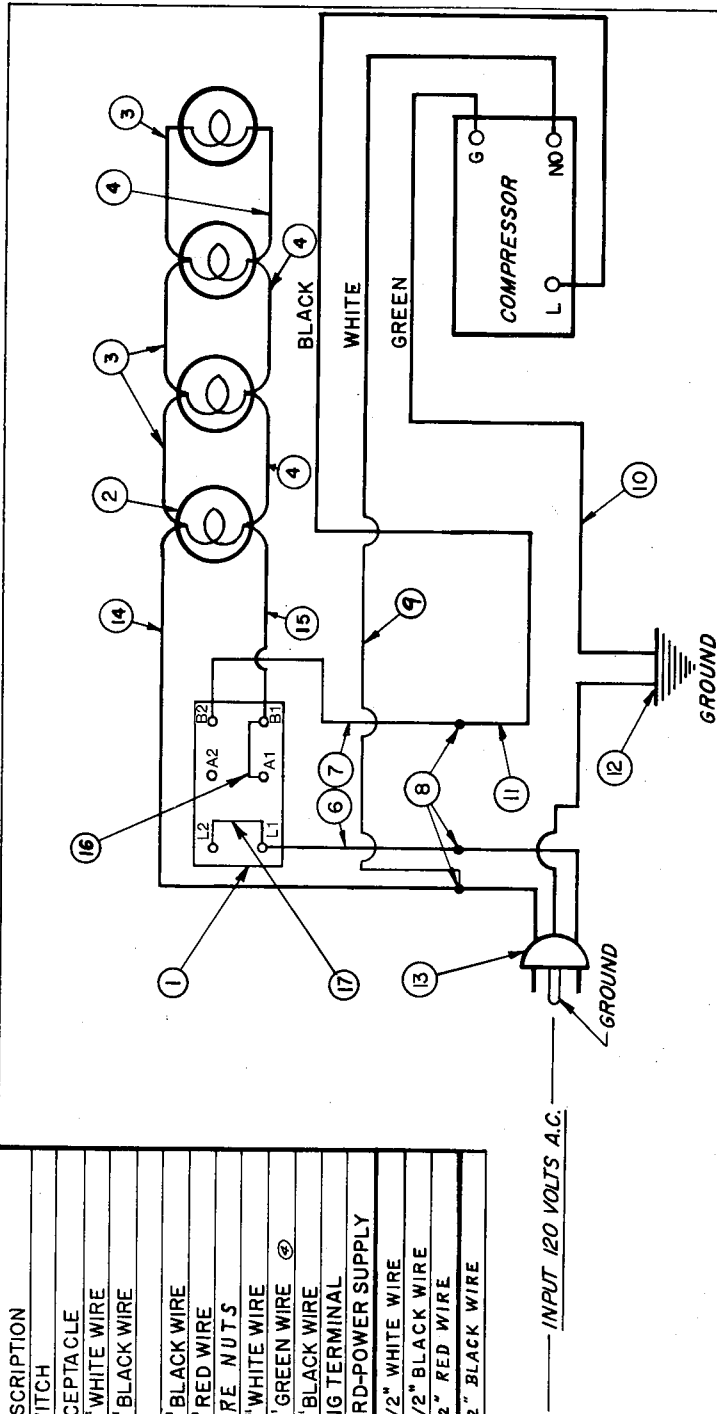 SCRIPTION
ITCH
CEPTACLE
"WHITE WIRE
"BLACK WIRE
"BLACK WIRE
"RED WIRE
RE NUTS
"WHITE WIRE
"GREEN WIRE ④
"BLACK WIRE
NG TERMINAL
RD-POWER SUPPLY
/2" WHITE WIRE
/2" BLACK WIRE
2" RED WIRE
2" BLACK WIRE
3
4
3
4
2
4
14
15
16
L2
A2
B2
L1
A1
B1
1
17
6
7
8
9
11
13
12
10
BLACK
WHITE
GREEN
G
NO
L
COMPRESSOR
GROUND
GROUND
INPUT 120 VOLTS A.C.